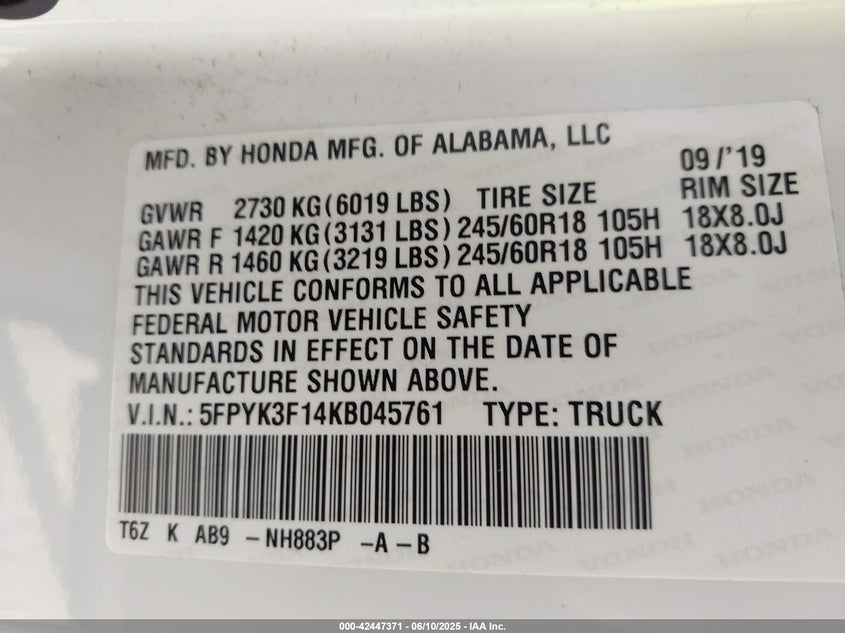 MFD. BY HONDA MFG. OF ALABAMA, LLC 09/'19
GVWR 2730 KG (6019 LBS) TIRE SIZE RIM SIZE
GAWR F 1420 KG (3131 LBS) 245/60R18 105H 18X8.0J
GAWR R 1460 KG (3219 LBS) 245/60R18 105H 18X8.0J
THIS VEHICLE CONFORMS TO ALL APPLICABLE
FEDERAL MOTOR VEHICLE SAFETY
STANDARDS IN EFFECT ON THE DATE OF
MANUFACTURE SHOWN ABOVE.
V.I.N.: 5FPYK3F14KB045761 TYPE: TRUCK
T6Z K AB9 -NH883P -A -B
000-42447371 - 06/10/2025 - IAA Inc.